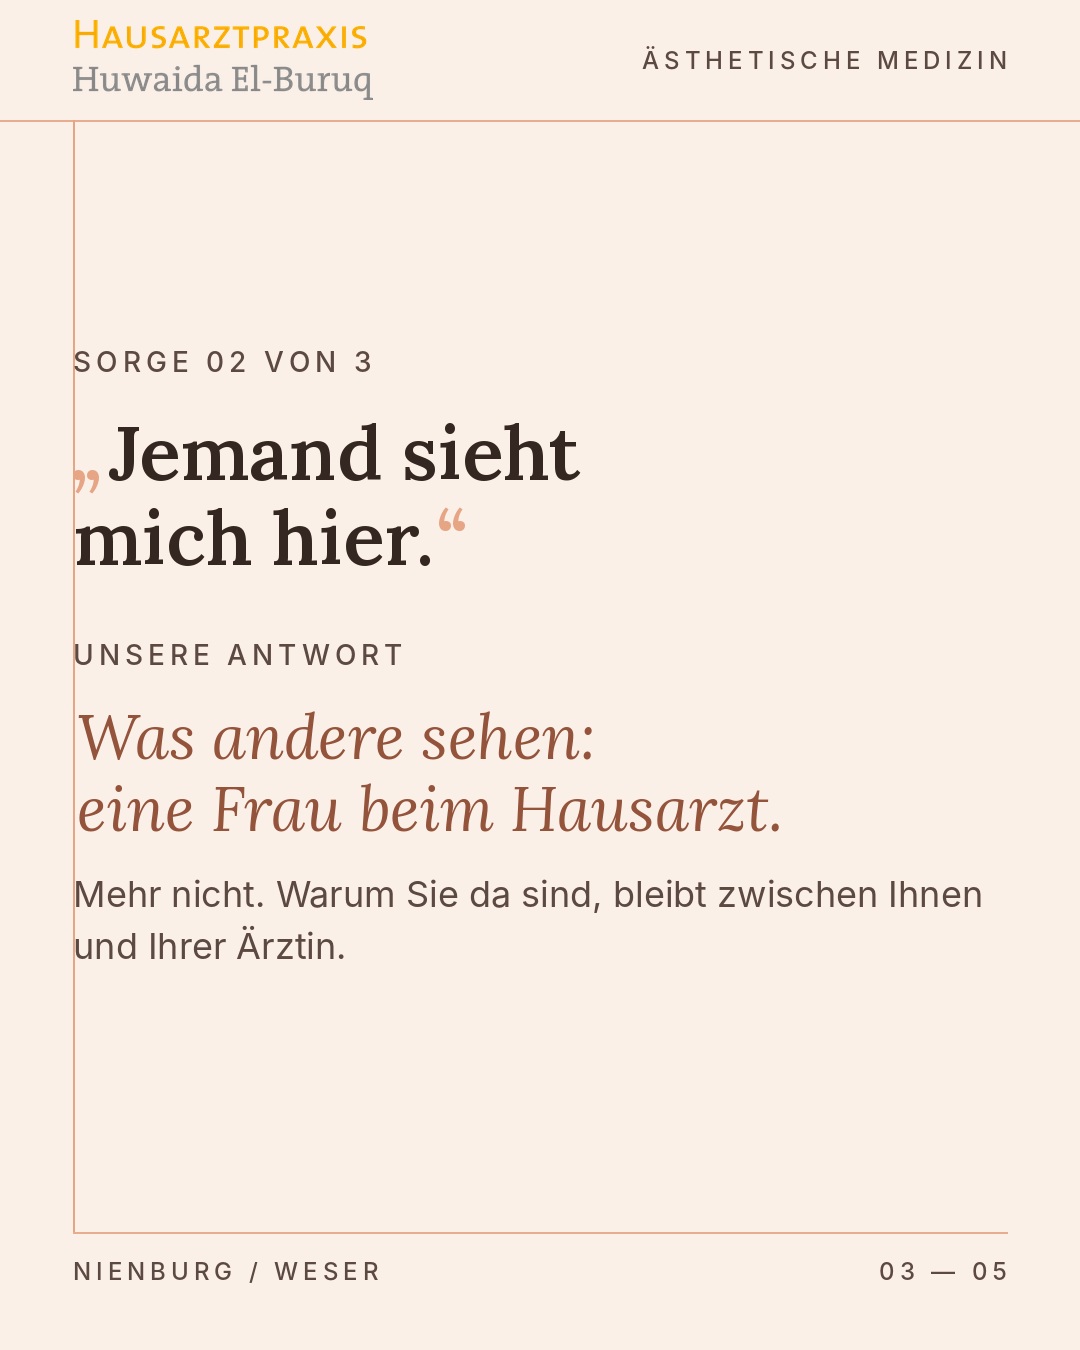 HAUSARZTPRAXIS
Huwaida El-Buruq
ÄSTHETISCHE MEDIZIN
SORGE 02 VON 3
„Jemand sieht
mich hier.“
UNSERE ANTWORT
Was andere sehen:
eine Frau beim Hausarzt.
Mehr nicht. Warum Sie da sind, bleibt zwischen Ihnen
und Ihrer Ärztin.
NIENBURG / WESER
03 — 05